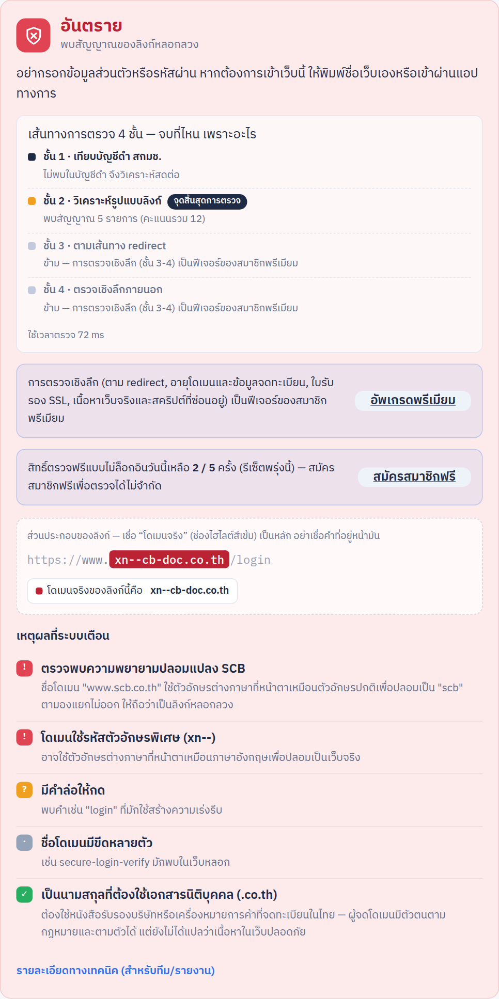 อันตราย
พบสัญญาณของลิงก์หลอกลวง
อย่ากรอกข้อมูลส่วนตัวหรือรหัสผ่าน หากต้องการเข้าเว็บนี้ ให้พิมพ์ชื่อเว็บเองหรือเข้าผ่านแอป
ทางการ
เส้นทางการตรวจ 4 ชั้น — จบที่ไหน เพราะอะไร
ชั้น 1 · เทียบบัญชีดำ สกมช.
ไม่พบในบัญชีดำ จึงวิเคราะห์สดต่อ
ชั้น 2 · วิเคราะห์รูปแบบลิงก์ จุดสิ้นสุดการตรวจ
พบสัญญาณ 5 รายการ (คะแนนรวม 12)
ชั้น 3 · ตามเส้นทาง redirect
ข้าม — การตรวจเชิงลึก (ชั้น 3-4) เป็นฟีเจอร์ของสมาชิกพรีเมียม
ชั้น 4 · ตรวจเชิงลึกภายนอก
ข้าม — การตรวจเชิงลึก (ชั้น 3-4) เป็นฟีเจอร์ของสมาชิกพรีเมียม
ใช้เวลาตรวจ 72 ms
การตรวจเชิงลึก (ตาม redirect, อายุโดเมนและข้อมูลจดทะเบียน, ใบรับ
รอง SSL, เนื้อหาเว็บจริงและสคริปต์ที่ซ่อนอยู่) เป็นฟีเจอร์ของสมาชิก
พรีเมียม
อัพเกรดพรีเมียม
สิทธิ์ตรวจฟรีแบบไม่ล็อกอินวันนี้เหลือ 2 / 5 ครั้ง (รีเซ็ตพรุ่งนี้) — สมัคร
สมาชิกฟรีเพื่อตรวจได้ไม่จำกัด
สมัครสมาชิกฟรี
ส่วนประกอบของลิงก์ — เชื่อ “โดเมนจริง” (ช่องไฮไลต์สีเข้ม) เป็นหลัก อย่าเชื่อคำที่อยู่หน้ามัน
https://www.xn--cb-doc.co.th/login
โดเมนจริงของลิงก์นี้คือ xn--cb-doc.co.th
เหตุผลที่ระบบเตือน
! ตรวจพบความพยายามปลอมแปลง SCB
ชื่อโดเมน "www.ѕcb.co.th" ใช้ตัวอักษรต่างภาษาที่หน้าตาเหมือนตัวอักษรปกติเพื่อปลอมเป็น "scb"
ตามองแยกไม่ออก ให้ถือว่าเป็นลิงก์หลอกลวง
! โดเมนใช้รหัสตัวอักษรพิเศษ (xn--)
อาจใช้ตัวอักษรต่างภาษาที่หน้าตาเหมือนภาษาอังกฤษเพื่อปลอมเป็นเว็บจริง
? มีคำล่อให้กด
พบคำเช่น "login" ที่มักใช้สร้างความเร่งรีบ
· ชื่อโดเมนมีขีดหลายตัว
เช่น secure-login-verify มักพบในเว็บหลอก
✓ เป็นนามสกุลที่ต้องใช้เอกสารนิติบุคคล (.co.th)
ต้องใช้หนังสือรับรองบริษัทหรือเครื่องหมายการค้าที่จดทะเบียนในไทย — ผู้จดโดเมนมีตัวตนตาม
กฎหมายและตามตัวได้ แต่ยังไม่ได้แปลว่าเนื้อหาในเว็บปลอดภัย
รายละเอียดทางเทคนิค (สำหรับทีม/รายงาน)